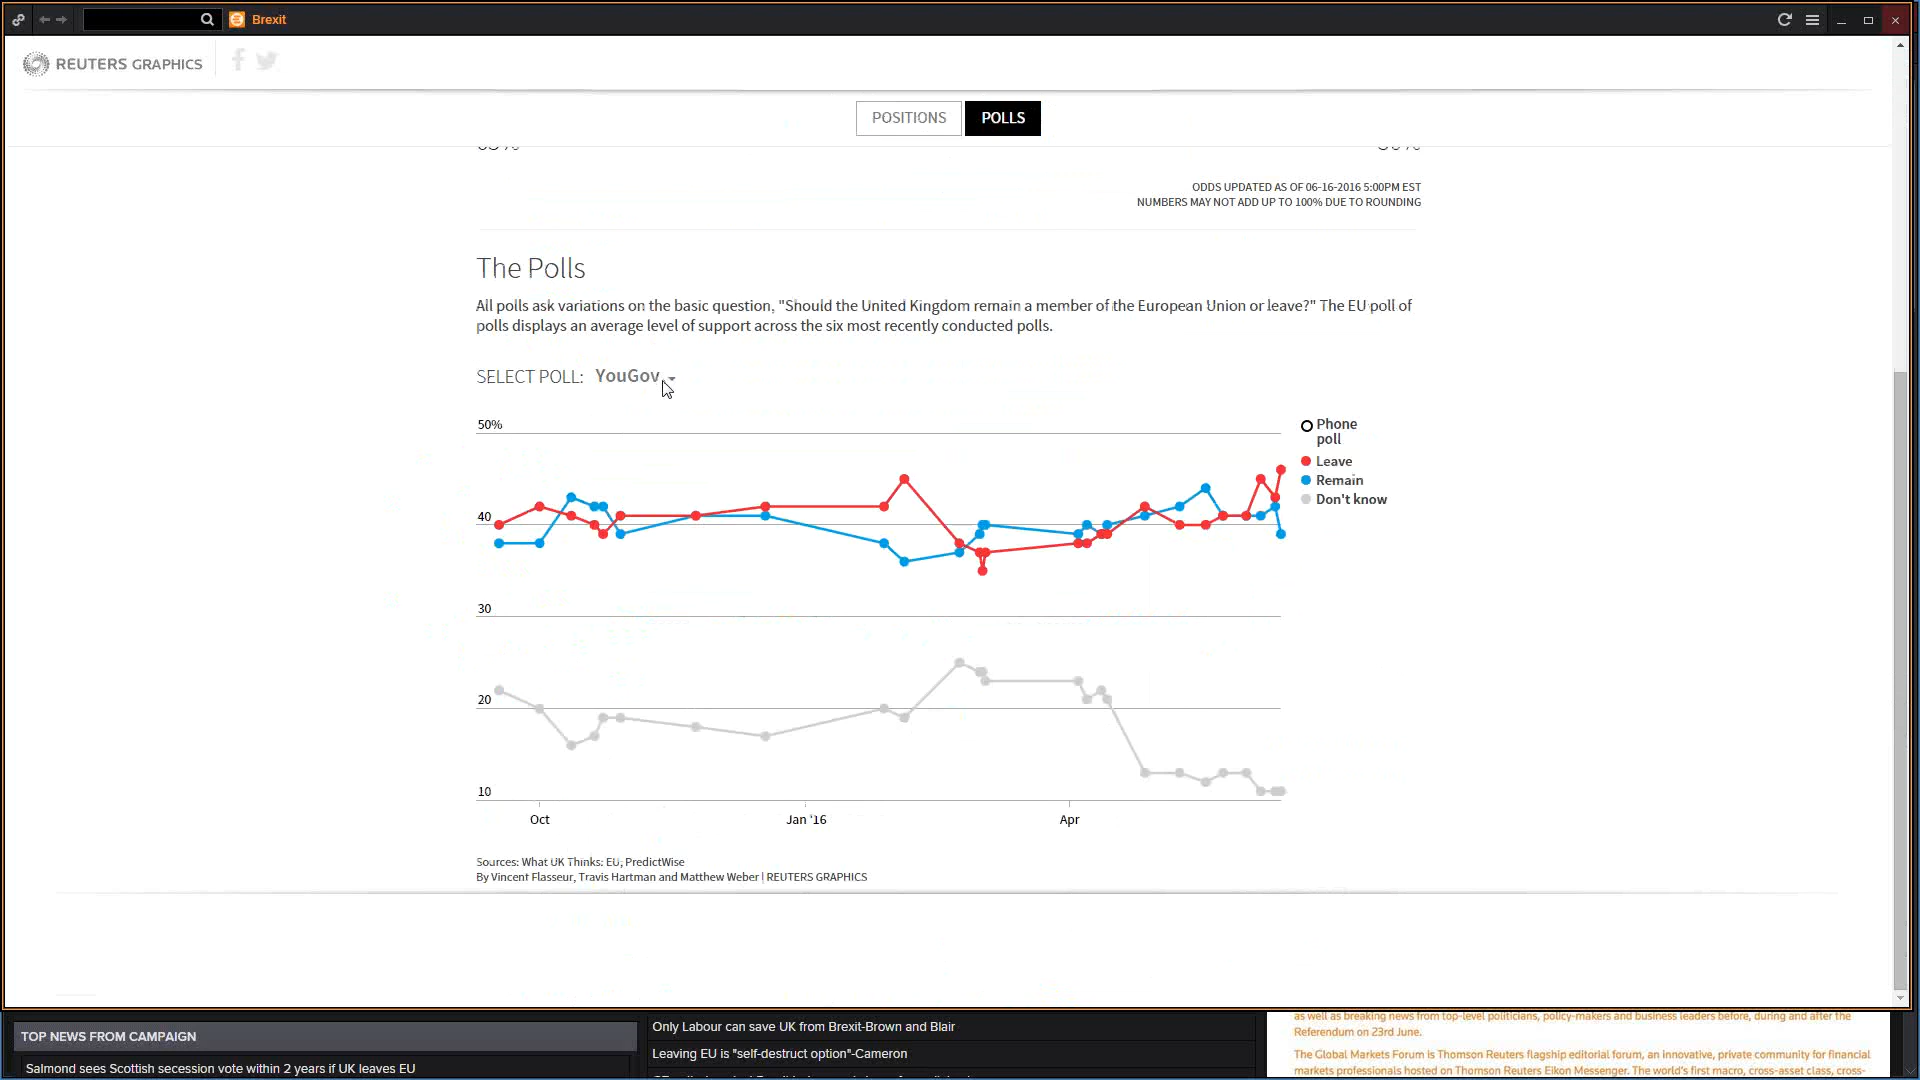 Brexit
REUTERS GRAPHICS
POSITIONS
POLLS
ODDS UPDATED AS OF 06-16-2016 5:00PM EST
NUMBERS MAY NOT ADD UP TO 100% DUE TO ROUNDING
The Polls
All polls ask variations on the basic question, "Should the United Kingdom remain a member of the European Union or leave?" The EU poll of
polls displays an average level of support across the six most recently conducted polls.
SELECT POLL: YouGov
50%
40
30
20
10
Oct
Jan '16
Apr
Phone
poll
Leave
Remain
Don't know
Sources: What UK Thinks: EU, PredictWise
By Vincent Flasseur, Travis Hartman and Matthew Weber | REUTERS GRAPHICS
TOP NEWS FROM CAMPAIGN
Salmond sees Scottish secession vote within 2 years if UK leaves EU
Only Labour can save UK from Brexit-Brown and Blair
Leaving EU is "self-destruct option"-Cameron
as well as breaking news from top-level politicians, policy-makers and business leaders before, during and after the
Referendum on 23rd June.
The Global Markets Forum is Thomson Reuters flagship editorial forum, an innovative, private community for financial
markets professionals hosted on Thomson Reuters Eikon Messenger. The world's first macro, cross-asset class, cross-